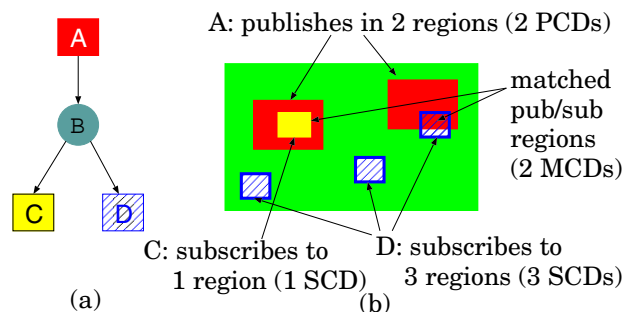 A
B
C
D
(a)
A: publishes in 2 regions (2 PCDs)
matched
pub/sub
regions
(2 MCDs)
C: subscribes to
1 region (1 SCD)
D: subscribes to
3 regions (3 SCDs)
(b)